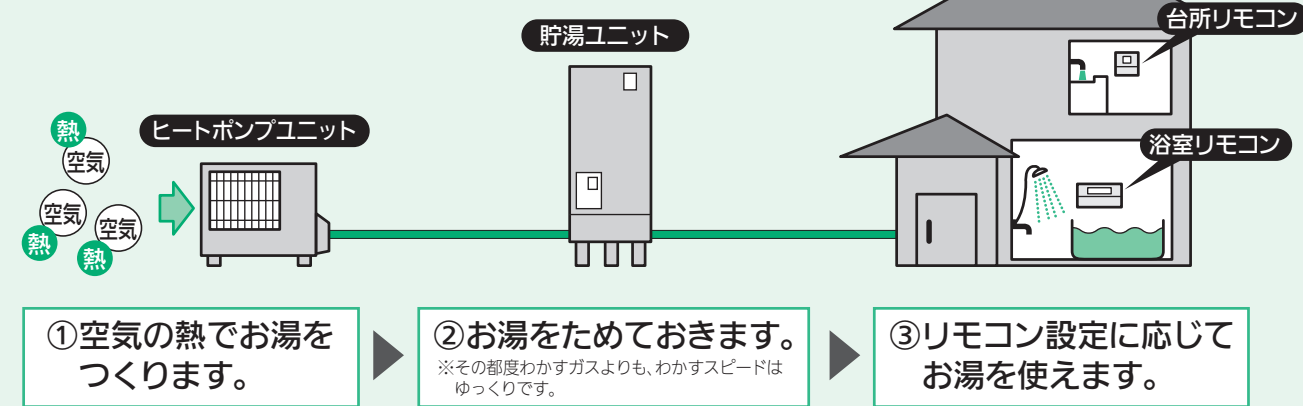 台所リモコン
貯湯ユニット
ヒートポンプユニット
浴室リモコン
熱
空気
空気
熱
空気
熱
①空気の熱でお湯を
つくります。
②お湯をためておきます。
※その都度わかすガスよりも、わかすスピードは
ゆっくりです。
③リモコン設定に応じて
お湯を使えます。